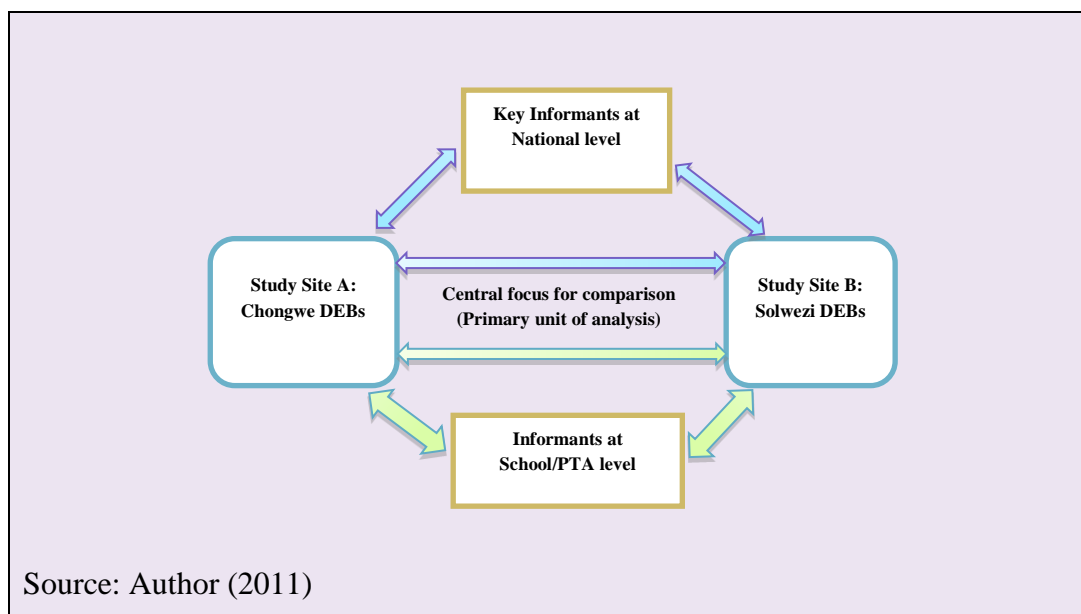 Key Informants at
National level
Study Site A:
Chongwe DEBs
Central focus for comparison
(Primary unit of analysis)
Study Site B:
Solwezi DEBs
Informants at
School/PTA level
Source: Author (2011)